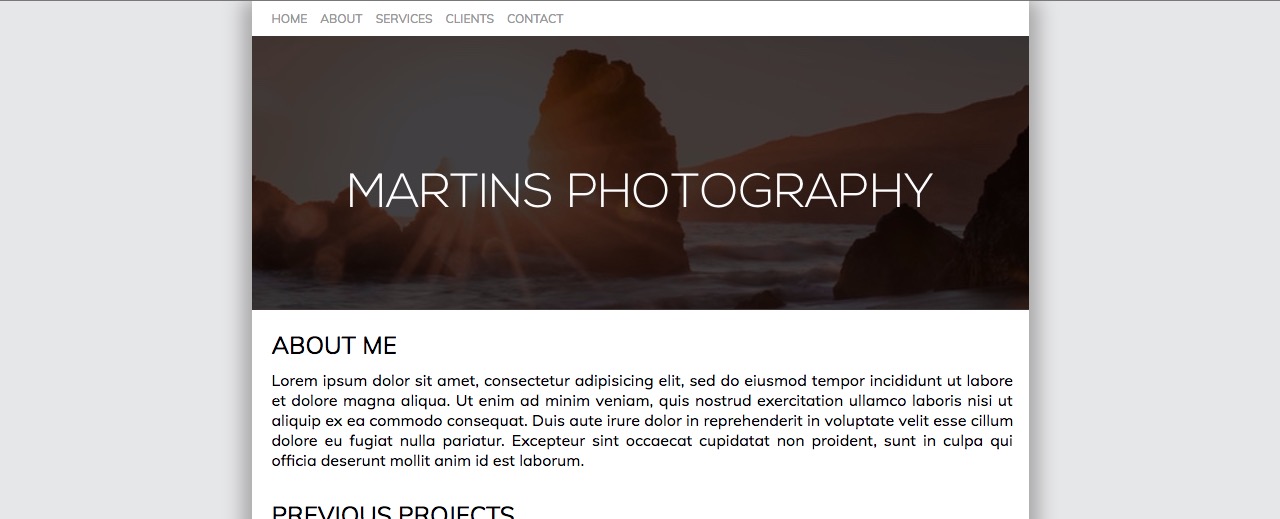 HOME ABOUT SERVICES CLIENTS CONTACT
MARTINS PHOTOGRAPHY
ABOUT ME
Lorem ipsum dolor sit amet, consectetur adipisicing elit, sed do eiusmod tempor incididunt ut labore
et dolore magna aliqua. Ut enim ad minim veniam, quis nostrud exercitation ullamco laboris nisi ut
aliquip ex ea commodo consequat. Duis aute irure dolor in reprehenderit in voluptate velit esse cillum
dolore eu fugiat nulla pariatur. Excepteur sint occaecat cupidatat non proident, sunt in culpa qui
officia deserunt mollit anim id est laborum.
PREVIOUS PROJECTS